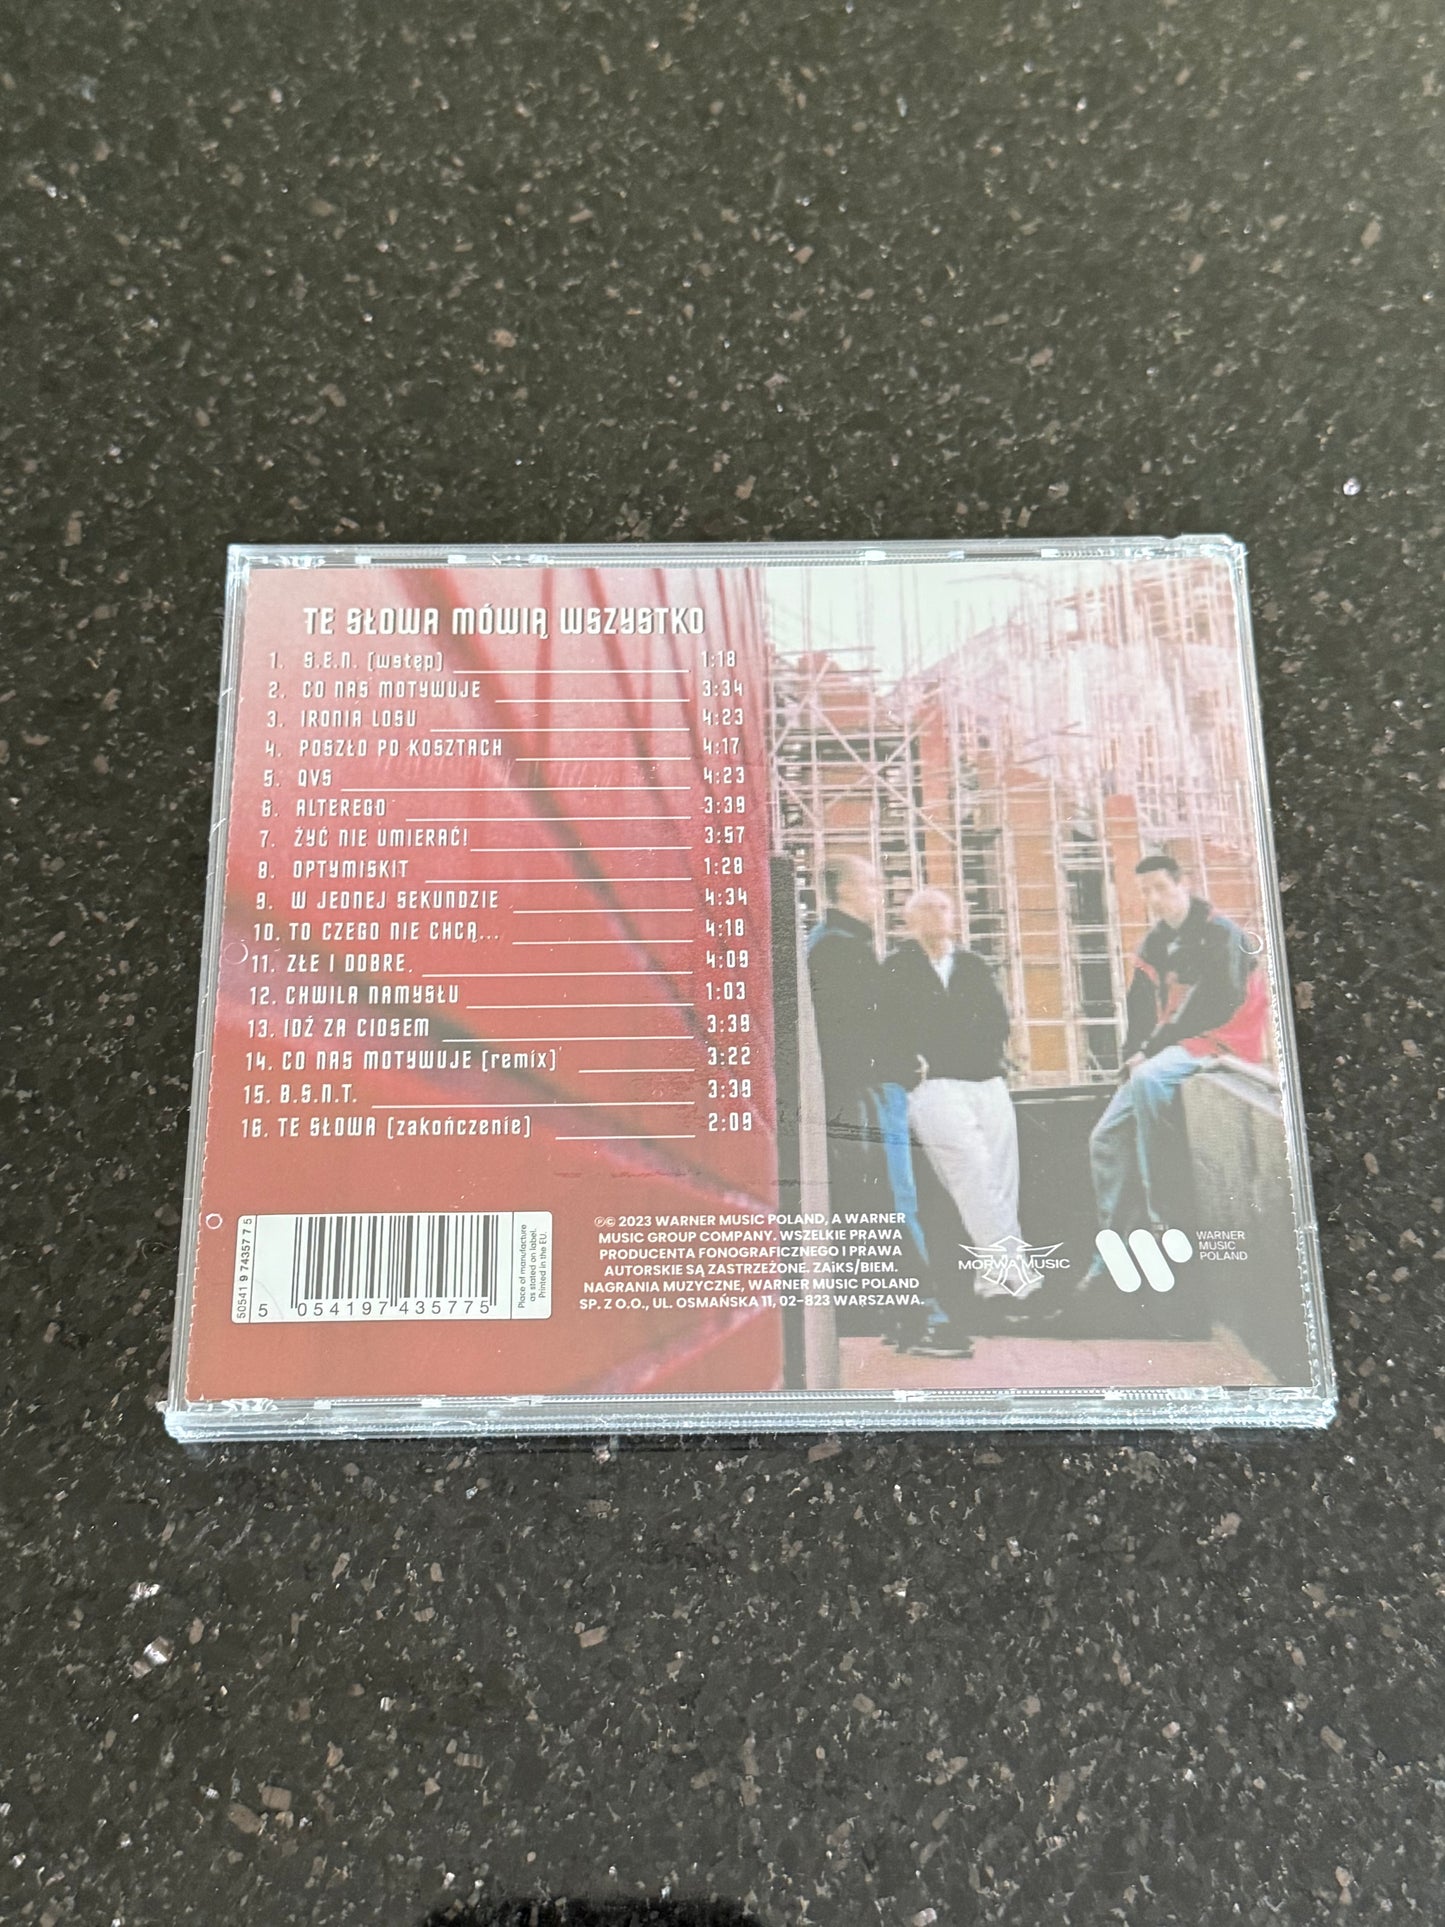 TE SŁOWA MÓWIĄ WSZYSTKO
1. S.E.N. (wstęp) 1:18
2. CO NAS MOTYWUJE 3:34
3. IRONIA LOSU 4:23
4. POSZŁO PO KOSZTACH 4:17
5. QVS 4:23
6. ALTEREGO 3:39
7. ŻYĆ NIE UMIERAĆ! 3:57
8. OPTYMISKIT 1:28
9. W JEDNEJ SEKUNDZIE 4:34
10. TO CZEGO NIE CHCĄ... 4:18
11. ZŁE I DOBRE 4:09
12. CHWILA NAMYSŁU 1:03
13. IDŹ ZA CIOSEM 3:39
14. CO NAS MOTYWUJE (remix) 3:22
15. B.S.N.T. 3:39
16. TE SŁOWA (zakończenie) 2:09
50541 9 74357 7 5
5 054197 435775
Place of manufacture
as stated on label.
Printed in the EU.
℗© 2023 WARNER MUSIC POLAND, A WARNER
MUSIC GROUP COMPANY. WSZELKIE PRAWA
PRODUCENTA FONOGRAFICZNEGO I PRAWA
AUTORSKIE SĄ ZASTRZEŻONE. ZAiKS/BIEM.
NAGRANIA MUZYCZNE, WARNER MUSIC POLAND
SP. Z O.O., UL. OSMAŃSKA 11, 02-823 WARSZAWA.
MORWA MUSIC
WARNER
MUSIC
POLAND